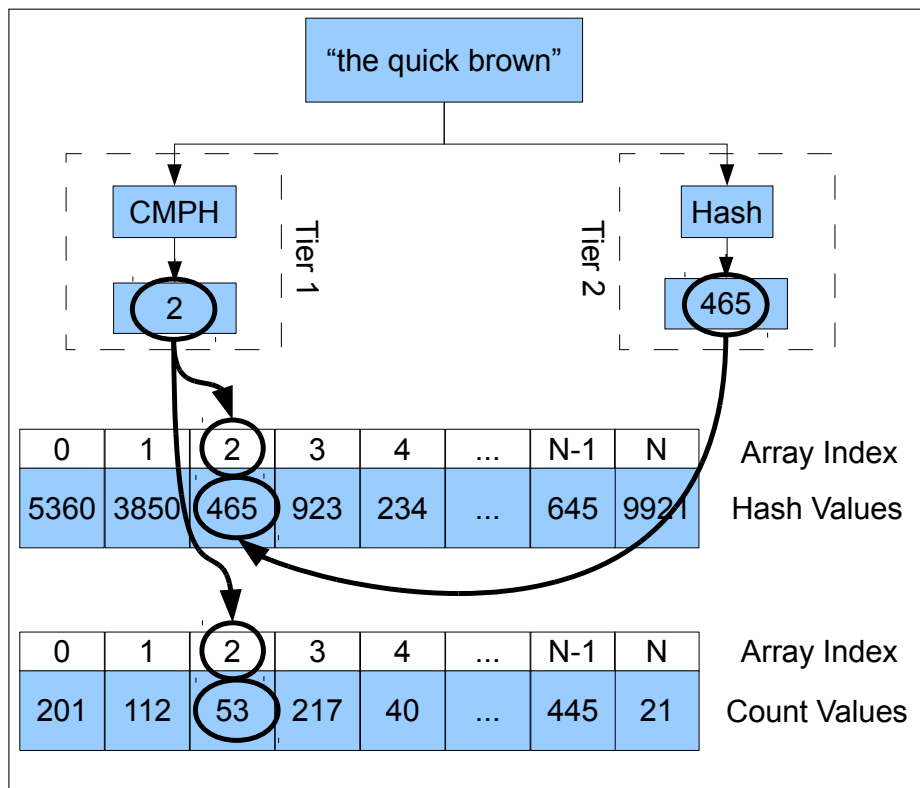 “the quick brown”
CMPH
Hash
Tier 1
Tier 2
2
465
0 1 2 3 4 ... N-1 N Array Index
5360 3850 465 923 234 ... 645 9921 Hash Values
0 1 2 3 4 ... N-1 N Array Index
201 112 53 217 40 ... 445 21 Count Values